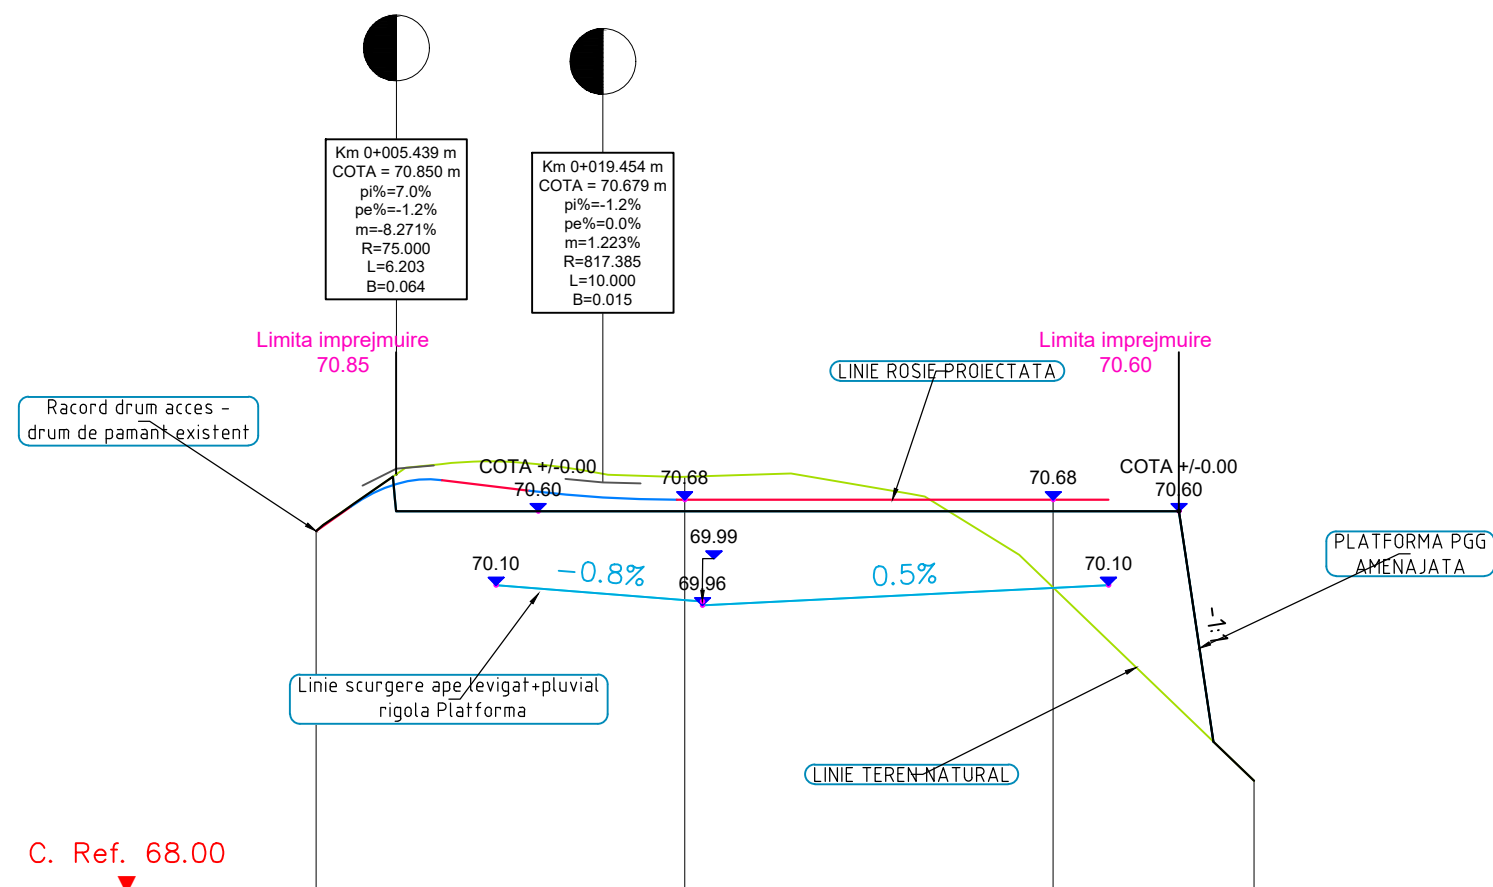 Km 0+005.439 m
COTA = 70.850 m
pi%=7.0%
pe%=-1.2%
m=-8.271%
R=75.000
L=6.203
B=0.064
Km 0+019.454 m
COTA = 70.679 m
pi%=-1.2%
pe%=0.0%
m=1.223%
R=817.385
L=10.000
B=0.015
Limita imprejmuire
70.85
Limita imprejmuire
70.60
LINIE ROSIE PROIECTATA
Racord drum acces -
drum de pamant existent
COTA +/-0.00
70.60
70.68
70.68
COTA +/-0.00
70.60
PLATFORMA PGG
AMENAJATA
70.10
-0.8%
69.99
69.96
0.5%
70.10
-1:1
Linie scurgere ape levigat+pluvial
rigola Platforma
LINIE TEREN NATURAL
C. Ref. 68.00